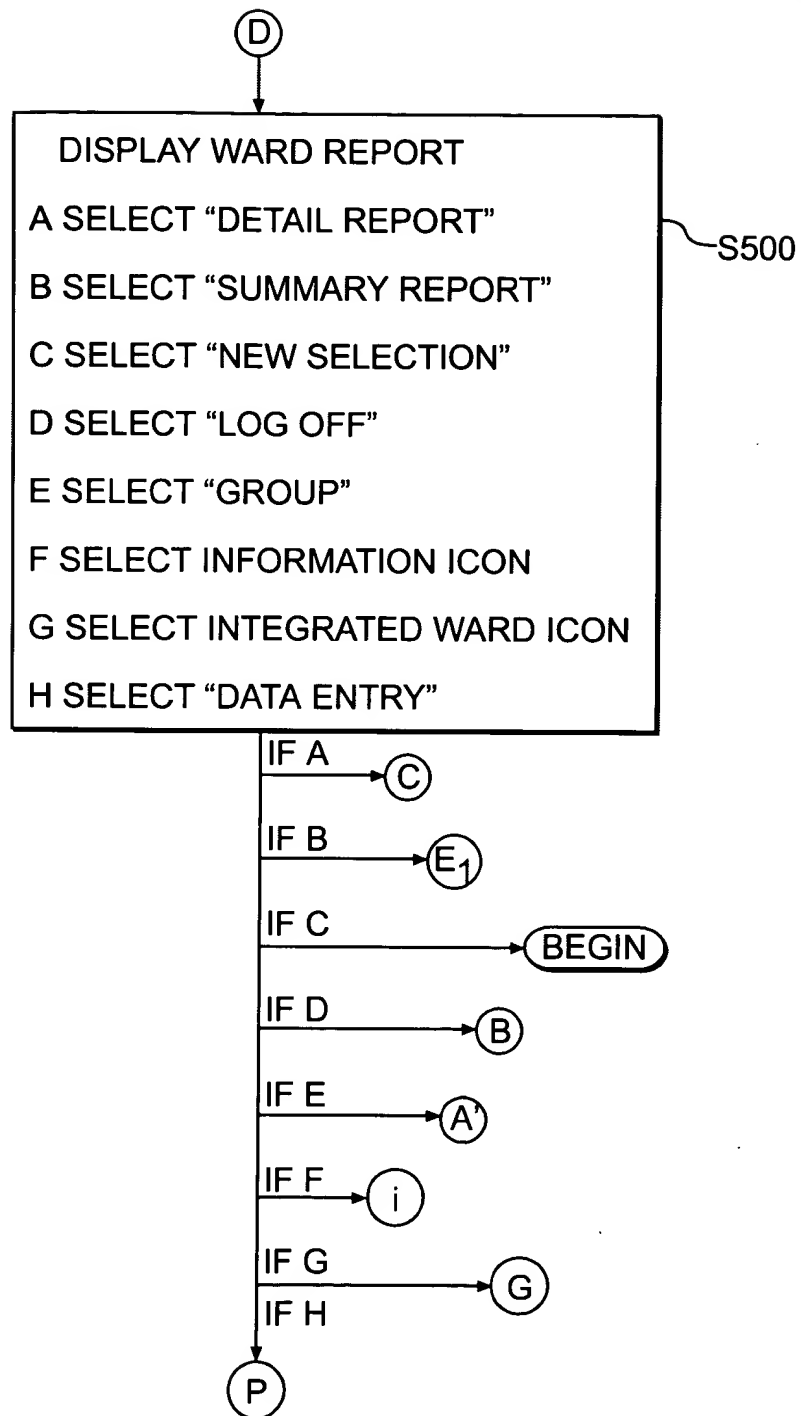 D
DISPLAY WARD REPORT
A SELECT “DETAIL REPORT”
S500
B SELECT “SUMMARY REPORT”
C SELECT “NEW SELECTION”
D SELECT “LOG OFF”
E SELECT “GROUP”
F SELECT INFORMATION ICON
G SELECT INTEGRATED WARD ICON
H SELECT “DATA ENTRY”
IF A
C
IF B
E1
IF C
BEGIN
IF D
B
IF E
A'
IF F
i
IF G
G
IF H
P